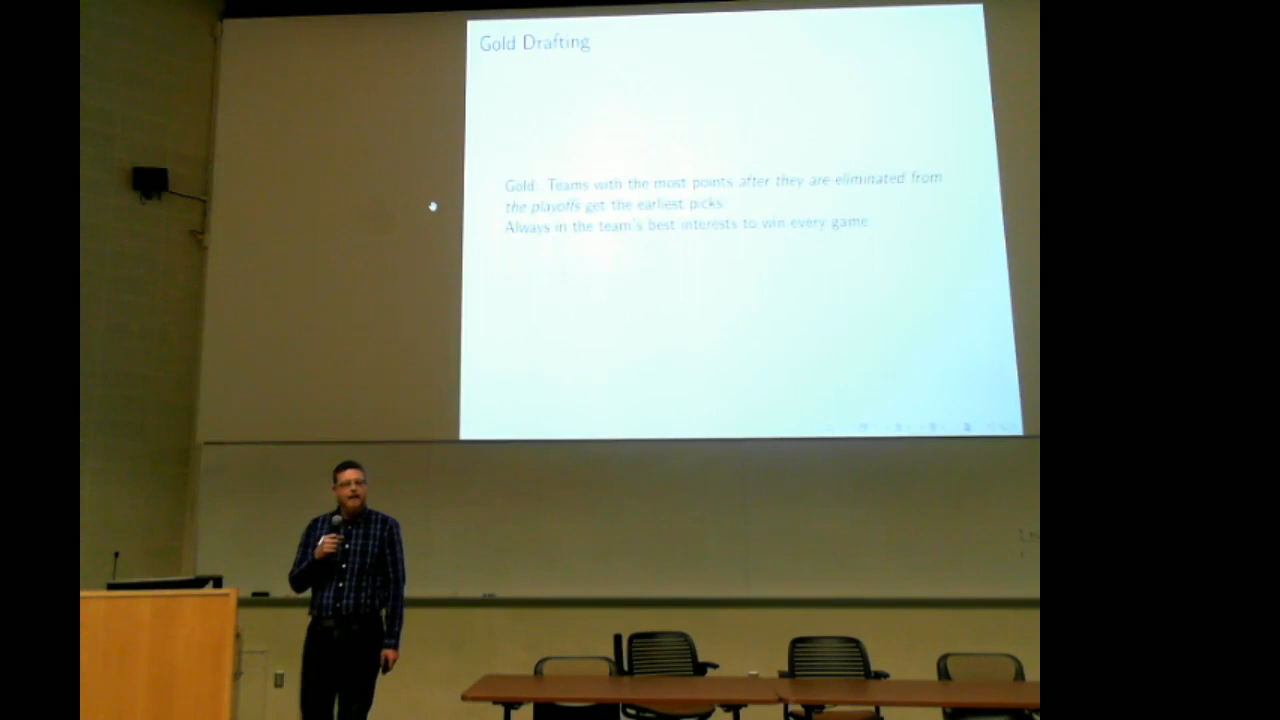 Gold Drafting
Gold: Teams with the most points after they are eliminated from
the playoffs get the earliest picks.
Always in the team's best interests to win every game.